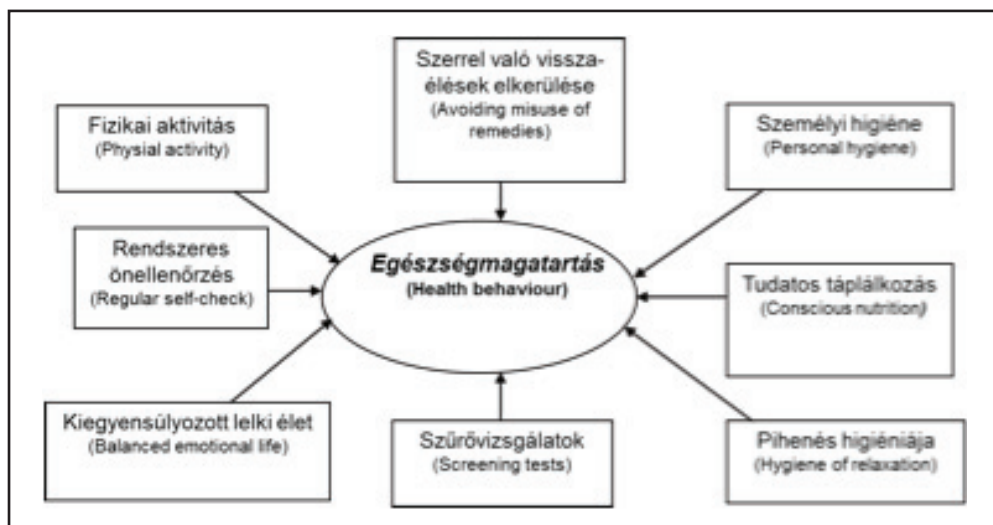 Szerrel való vissza-
élések elkerülése
(Avoiding misuse of
remedies)
Fizikai aktivitás
(Physial activity)
Személyi higiéne
(Personal hygiene)
Rendszeres
önellenőrzés
(Regular self-check)
Egészségmagatartás
(Health behaviour)
Tudatos táplálkozás
(Conscious nutrition)
Kiegyensúlyozott lelki élet
(Balanced emotional life)
Szűrővizsgálatok
(Screening tests)
Pihenés higiéniája
(Hygiene of relaxation)